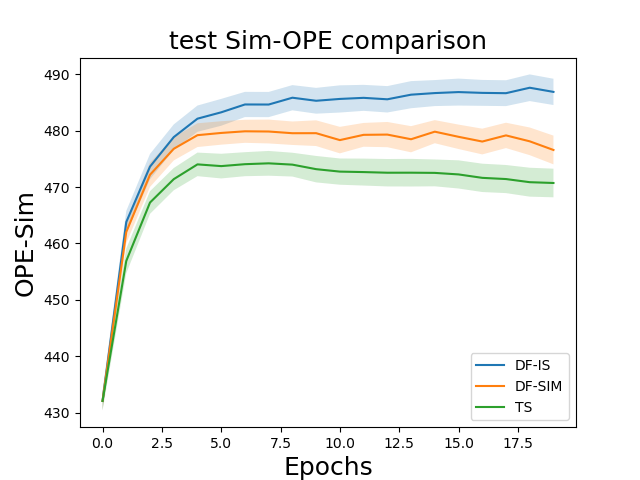 test Sim-OPE comparison
OPE-Sim
490
480
470
460
450
440
430
0.0 2.5 5.0 7.5 10.0 12.5 15.0 17.5
Epochs
DF-IS
DF-SIM
TS